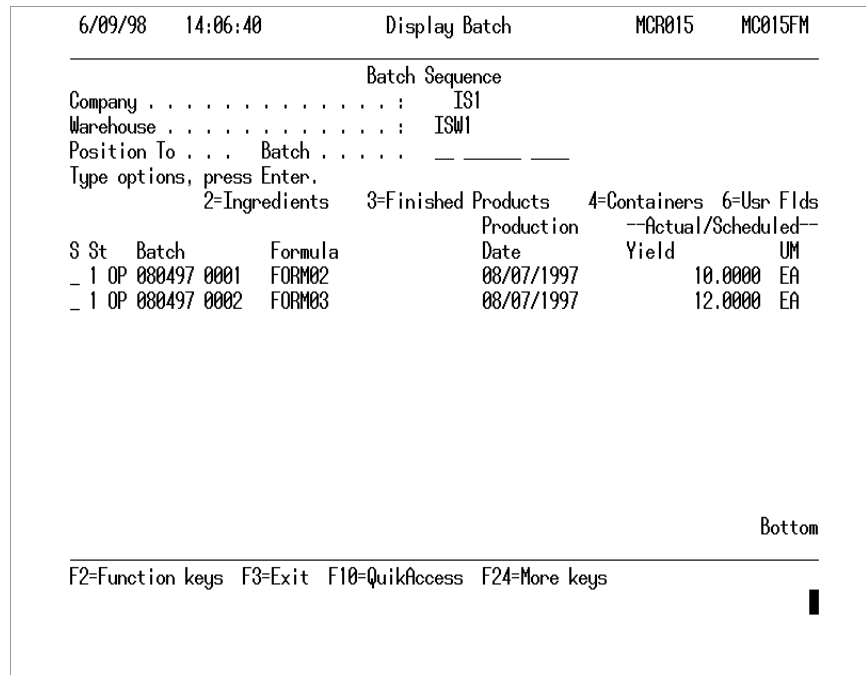 6/09/98 14:06:40 Display Batch MCR015 MC015FM
Batch Sequence
Company . . . . . . . . . . . . . . : IS1
Warehouse . . . . . . . . . . . . . : ISW1
Position To . . . Batch . . . . . __ ______ ____
Type options, press Enter.
2=Ingredients 3=Finished Products 4=Containers 6=Usr Flds
Production --Actual/Scheduled--
S St Batch Formula Date Yield UM
_ 1 OP 080497 0001 FORM02 08/07/1997 10.0000 EA
_ 1 OP 080497 0002 FORM03 08/07/1997 12.0000 EA
Bottom
F2=Function keys F3=Exit F10=QuikAccess F24=More keys